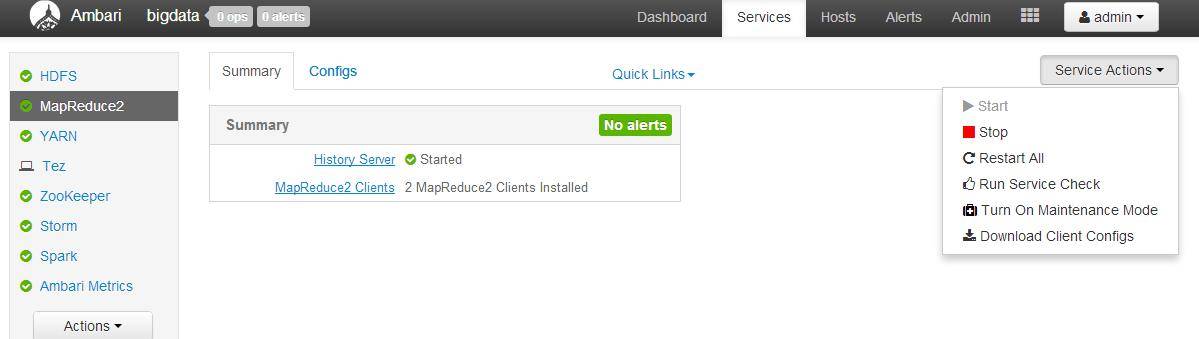 Ambari bigdata 0 ops 0 alerts Dashboard Services Hosts Alerts Admin admin
HDFS
MapReduce2
YARN
Tez
ZooKeeper
Storm
Spark
Ambari Metrics
Actions
Summary Configs Quick Links
Summary No alerts
History Server Started
MapReduce2 Clients 2 MapReduce2 Clients Installed
Service Actions
Start
Stop
Restart All
Run Service Check
Turn On Maintenance Mode
Download Client Configs